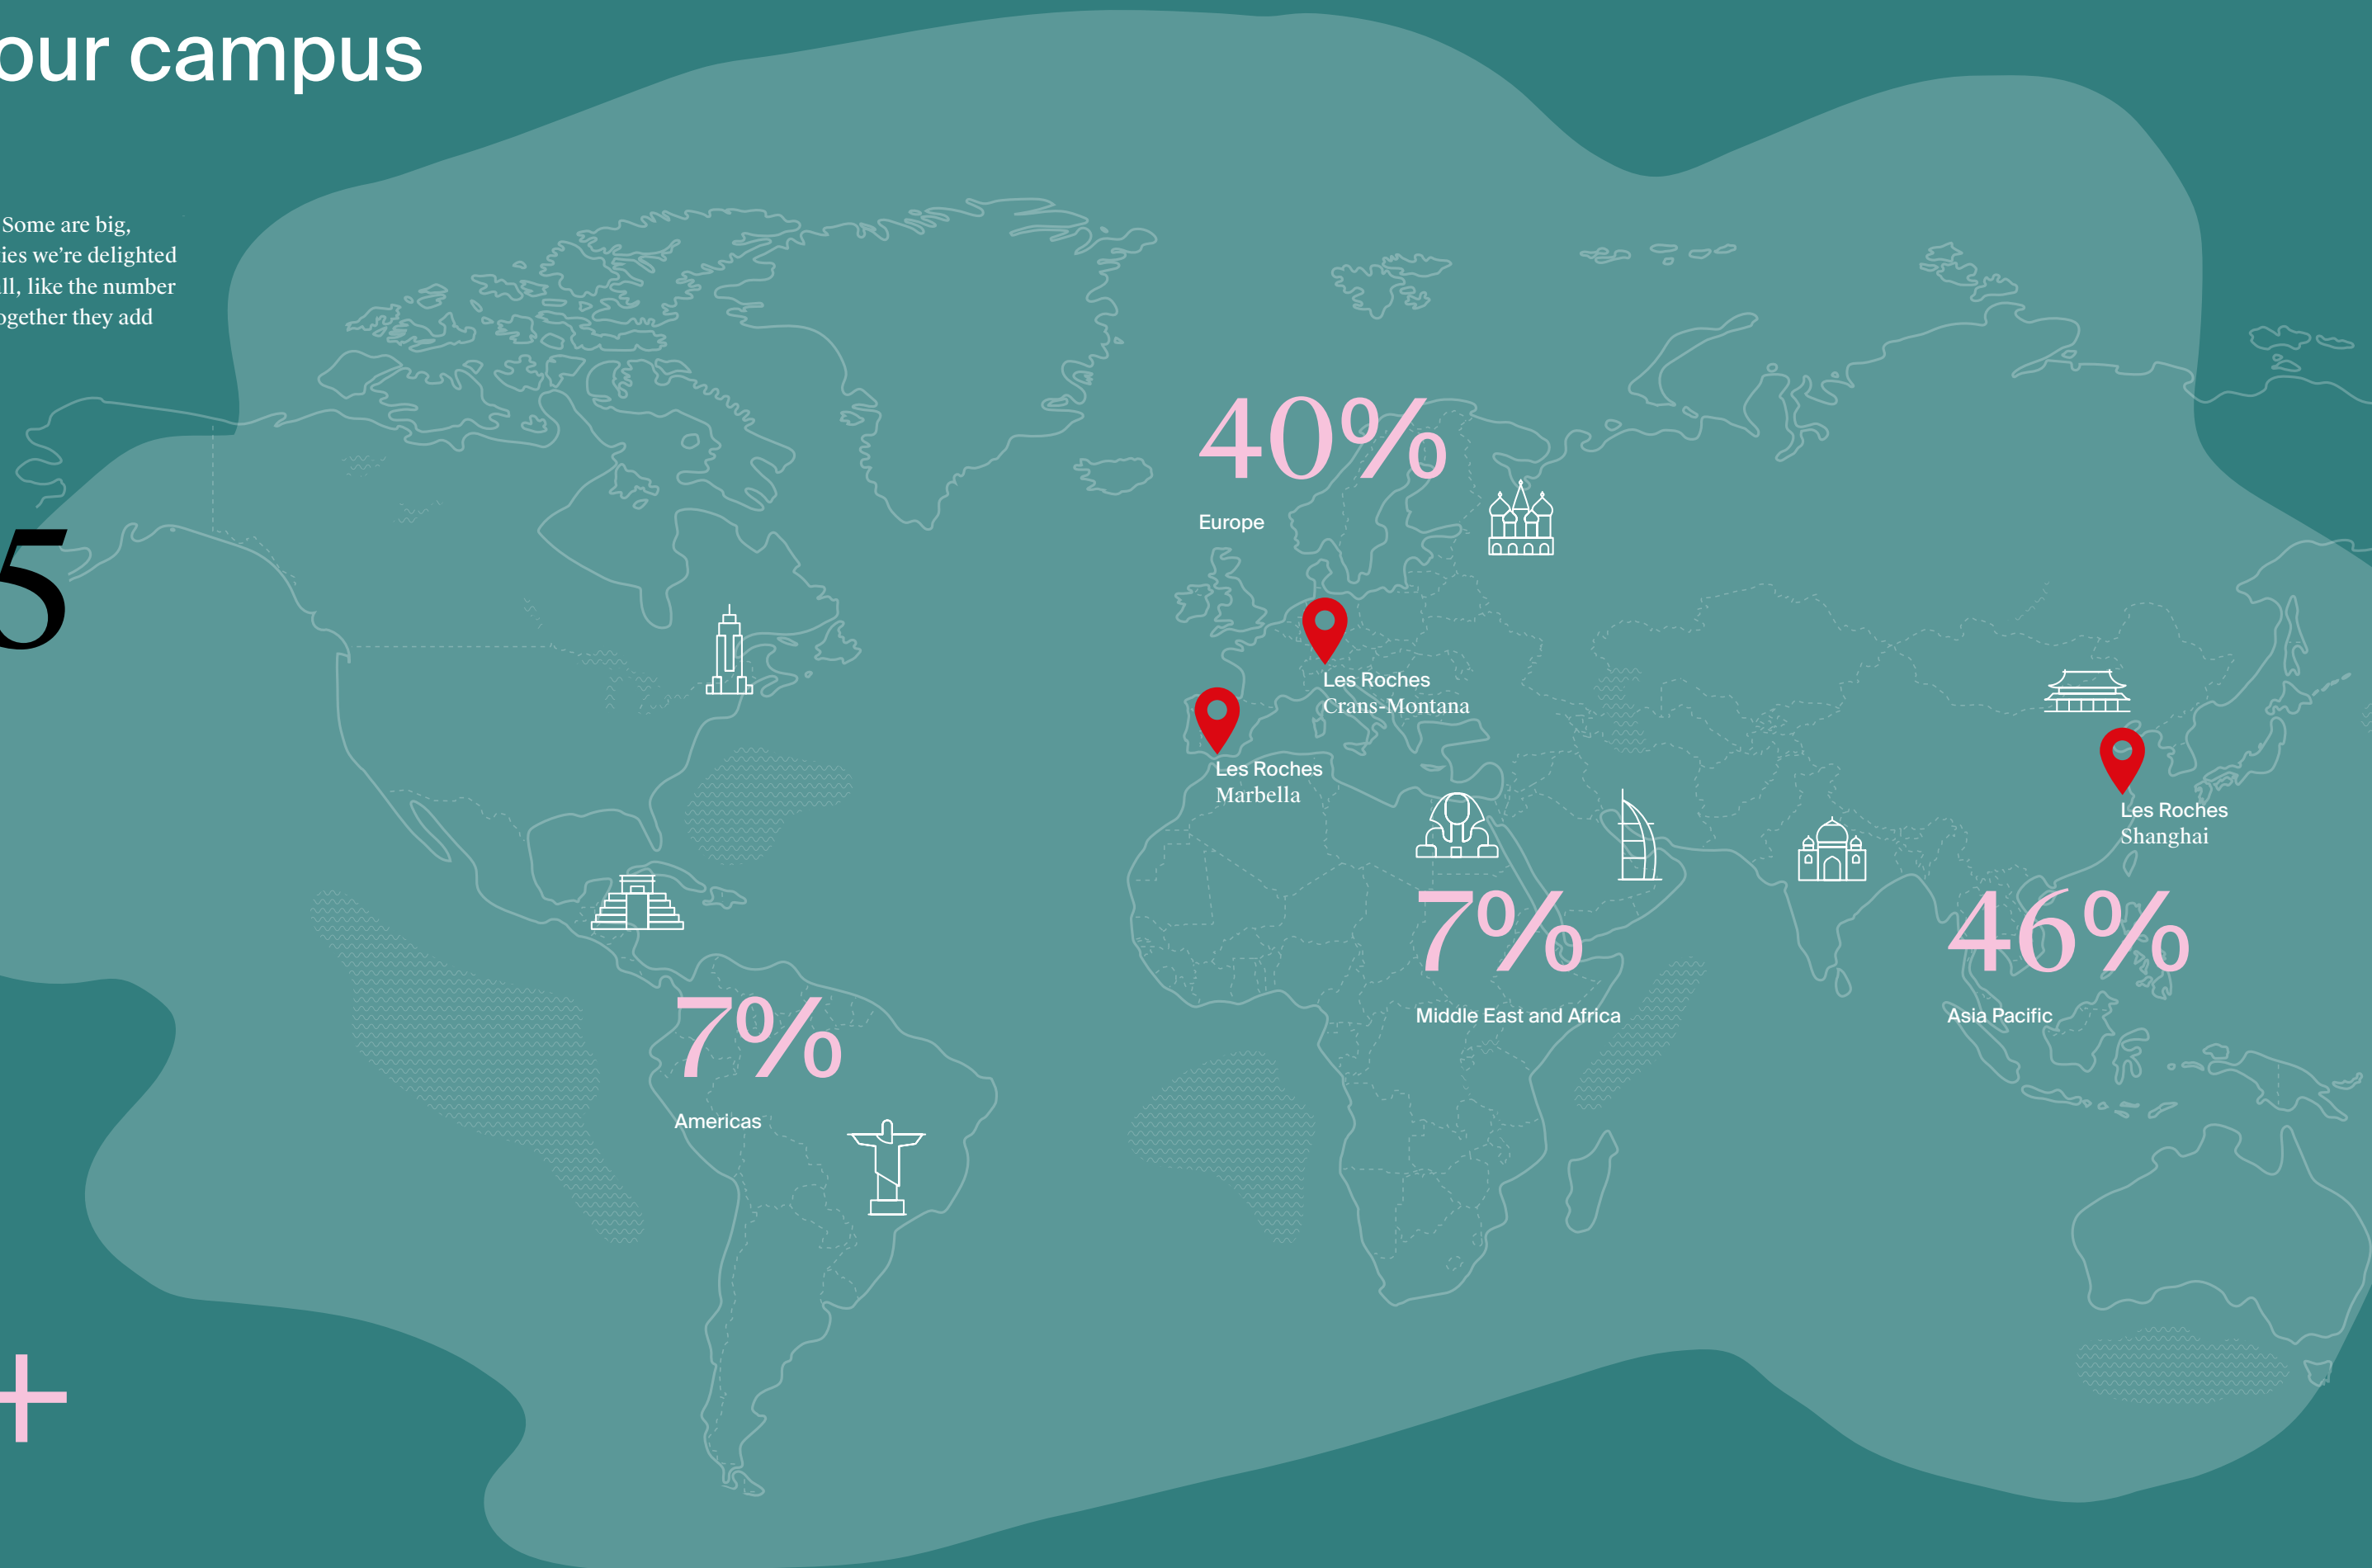 our campus
Some are big,
ies we're delighted
ll, like the number
ogether they add
5
+
40%
Europe
Les Roches
Crans-Montana
Les Roches
Marbella
Les Roches
Shanghai
7%
Middle East and Africa
46%
Asia Pacific
7%
Americas